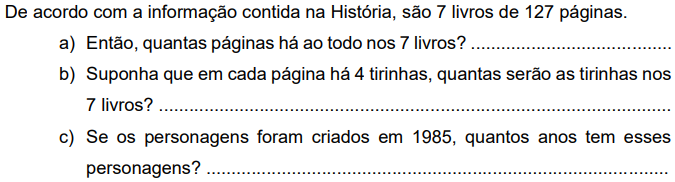 De acordo com a informação contida na História, são 7 livros de 127 páginas.
a) Então, quantas páginas há ao todo nos 7 livros? ........................................
b) Suponha que em cada página há 4 tirinhas, quantas serão as tirinhas nos
7 livros? ......................................................................................................
c) Se os personagens foram criados em 1985, quantos anos tem esses
personagens? ............................................................................................